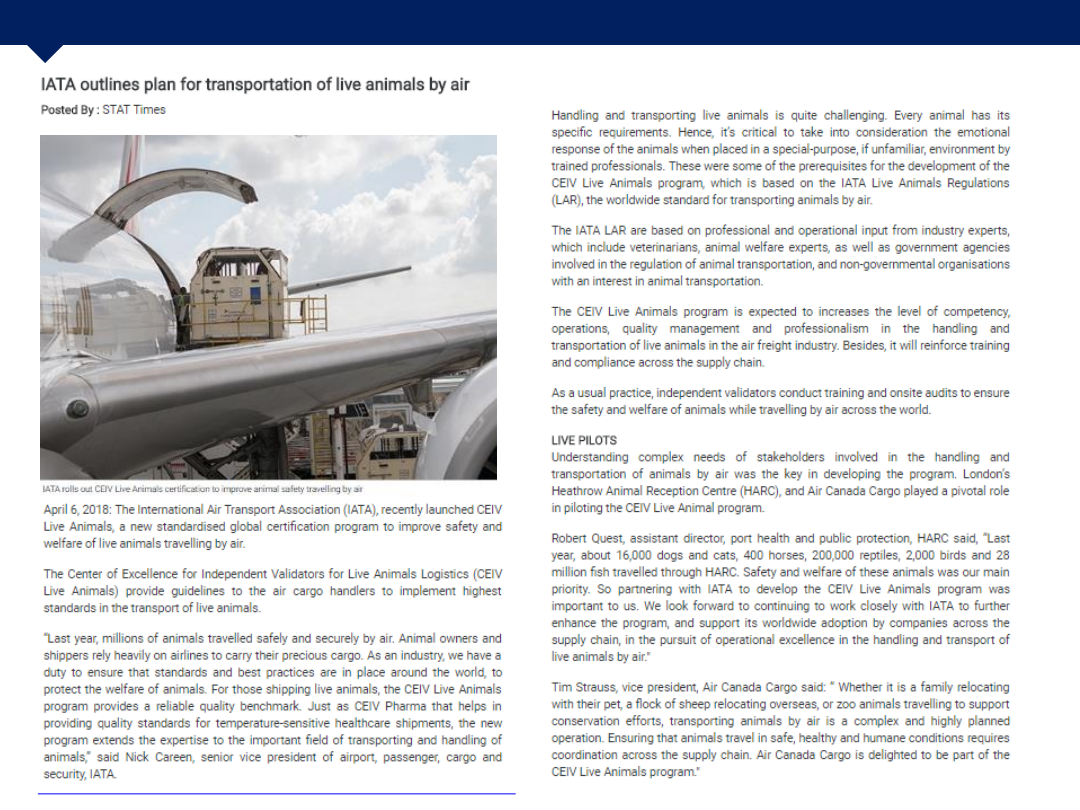 IATA outlines plan for transportation of live animals by air
Posted By : STAT Times
IATA rolls out CEIV Live Animals certification to improve animal safety travelling by air
April 6, 2018: The International Air Transport Association (IATA), recently launched CEIV
Live Animals, a new standardised global certification program to improve safety and
welfare of live animals travelling by air.
The Center of Excellence for Independent Validators for Live Animals Logistics (CEIV
Live Animals) provide guidelines to the air cargo handlers to implement highest
standards in the transport of live animals.
"Last year, millions of animals travelled safely and securely by air. Animal owners and
shippers rely heavily on airlines to carry their precious cargo. As an industry, we have a
duty to ensure that standards and best practices are in place around the world, to
protect the welfare of animals. For those shipping live animals, the CEIV Live Animals
program provides a reliable quality benchmark. Just as CEIV Pharma that helps in
providing quality standards for temperature-sensitive healthcare shipments, the new
program extends the expertise to the important field of transporting and handling of
animals," said Nick Careen, senior vice president of airport, passenger, cargo and
security, IATA.
Handling and transporting live animals is quite challenging. Every animal has its
specific requirements. Hence, it's critical to take into consideration the emotional
response of the animals when placed in a special-purpose, if unfamiliar, environment by
trained professionals. These were some of the prerequisites for the development of the
CEIV Live Animals program, which is based on the IATA Live Animals Regulations
(LAR), the worldwide standard for transporting animals by air.
The IATA LAR are based on professional and operational input from industry experts,
which include veterinarians, animal welfare experts, as well as government agencies
involved in the regulation of animal transportation, and non-governmental organisations
with an interest in animal transportation.
The CEIV Live Animals program is expected to increases the level of competency,
operations, quality management and professionalism in the handling and
transportation of live animals in the air freight industry. Besides, it will reinforce training
and compliance across the supply chain.
As a usual practice, independent validators conduct training and onsite audits to ensure
the safety and welfare of animals while travelling by air across the world.
LIVE PILOTS
Understanding complex needs of stakeholders involved in the handling and
transportation of animals by air was the key in developing the program. London's
Heathrow Animal Reception Centre (HARC), and Air Canada Cargo played a pivotal role
in piloting the CEIV Live Animal program.
Robert Quest, assistant director, port health and public protection, HARC said, "Last
year, about 16,000 dogs and cats, 400 horses, 200,000 reptiles, 2,000 birds and 28
million fish travelled through HARC. Safety and welfare of these animals was our main
priority. So partnering with IATA to develop the CEIV Live Animals program was
important to us. We look forward to continuing to work closely with IATA to further
enhance the program, and support its worldwide adoption by companies across the
supply chain, in the pursuit of operational excellence in the handling and transport of
live animals by air."
Tim Strauss, vice president, Air Canada Cargo said: " Whether it is a family relocating
with their pet, a flock of sheep relocating overseas, or zoo animals travelling to support
conservation efforts, transporting animals by air is a complex and highly planned
operation. Ensuring that animals travel in safe, healthy and humane conditions requires
coordination across the supply chain. Air Canada Cargo is delighted to be part of the
CEIV Live Animals program."